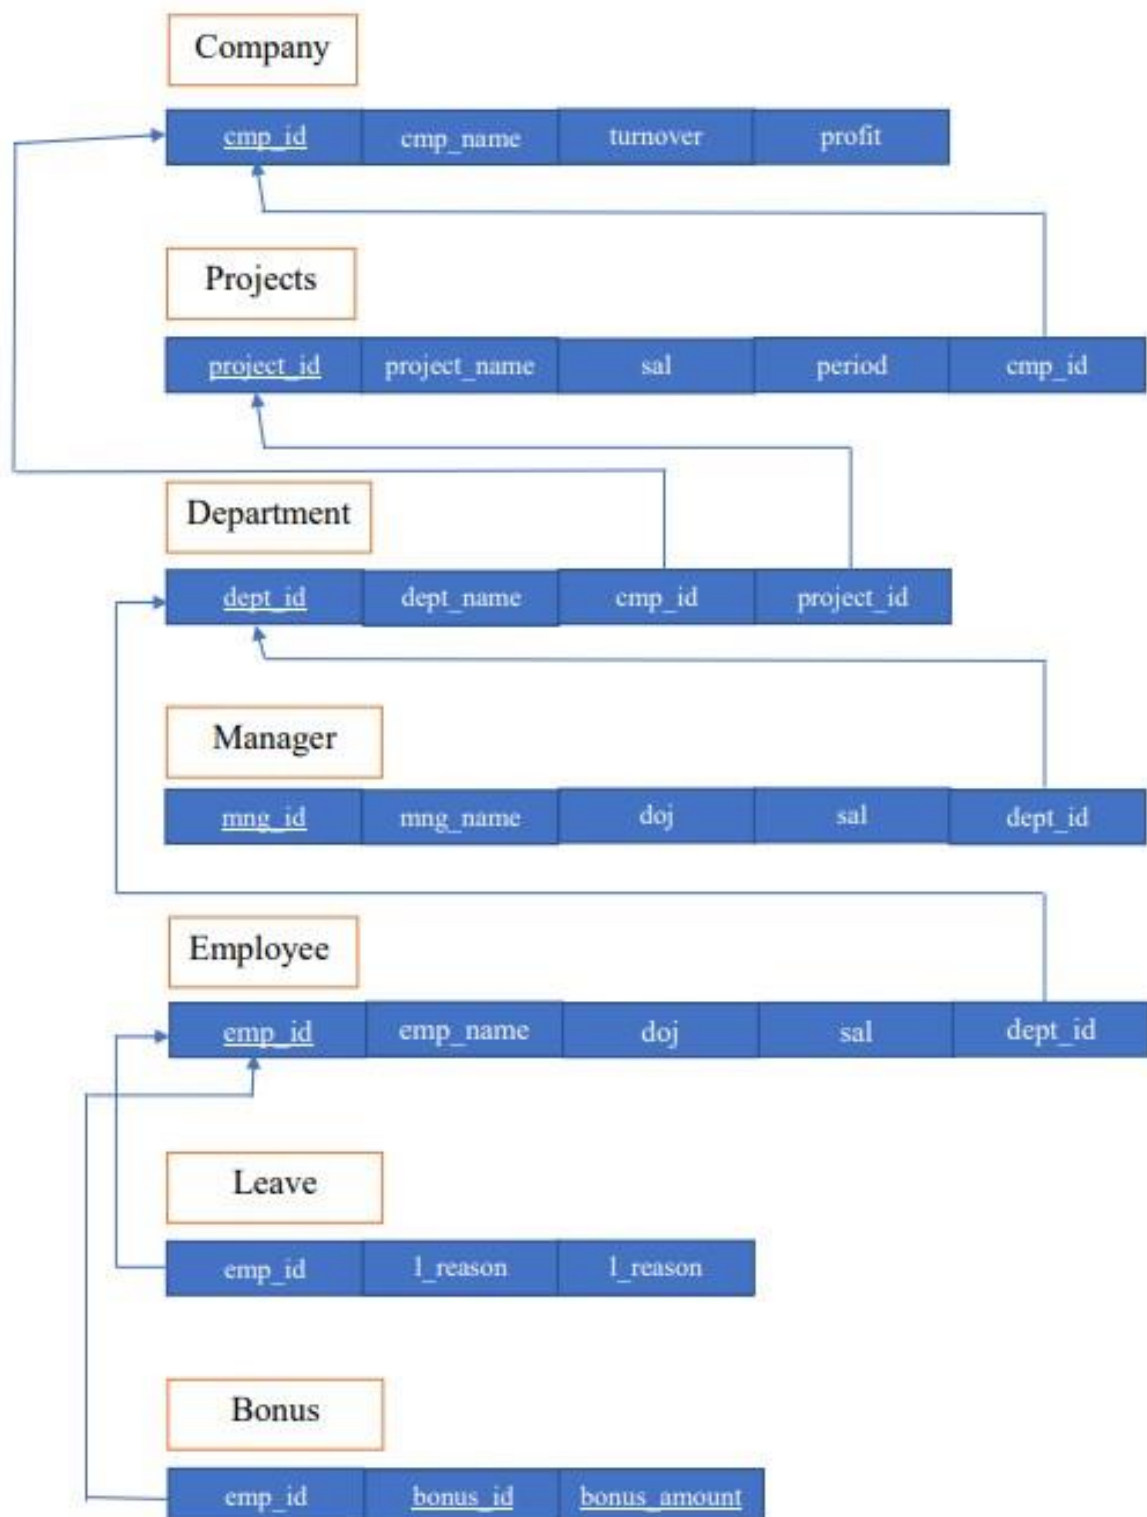 Company
cmp_id cmp_name turnover profit
Projects
project_id project_name sal period cmp_id
Department
dept_id dept_name cmp_id project_id
Manager
mng_id mng_name doj sal dept_id
Employee
emp_id emp_name doj sal dept_id
Leave
emp_id l_reason l_reason
Bonus
emp_id bonus_id bonus_amount